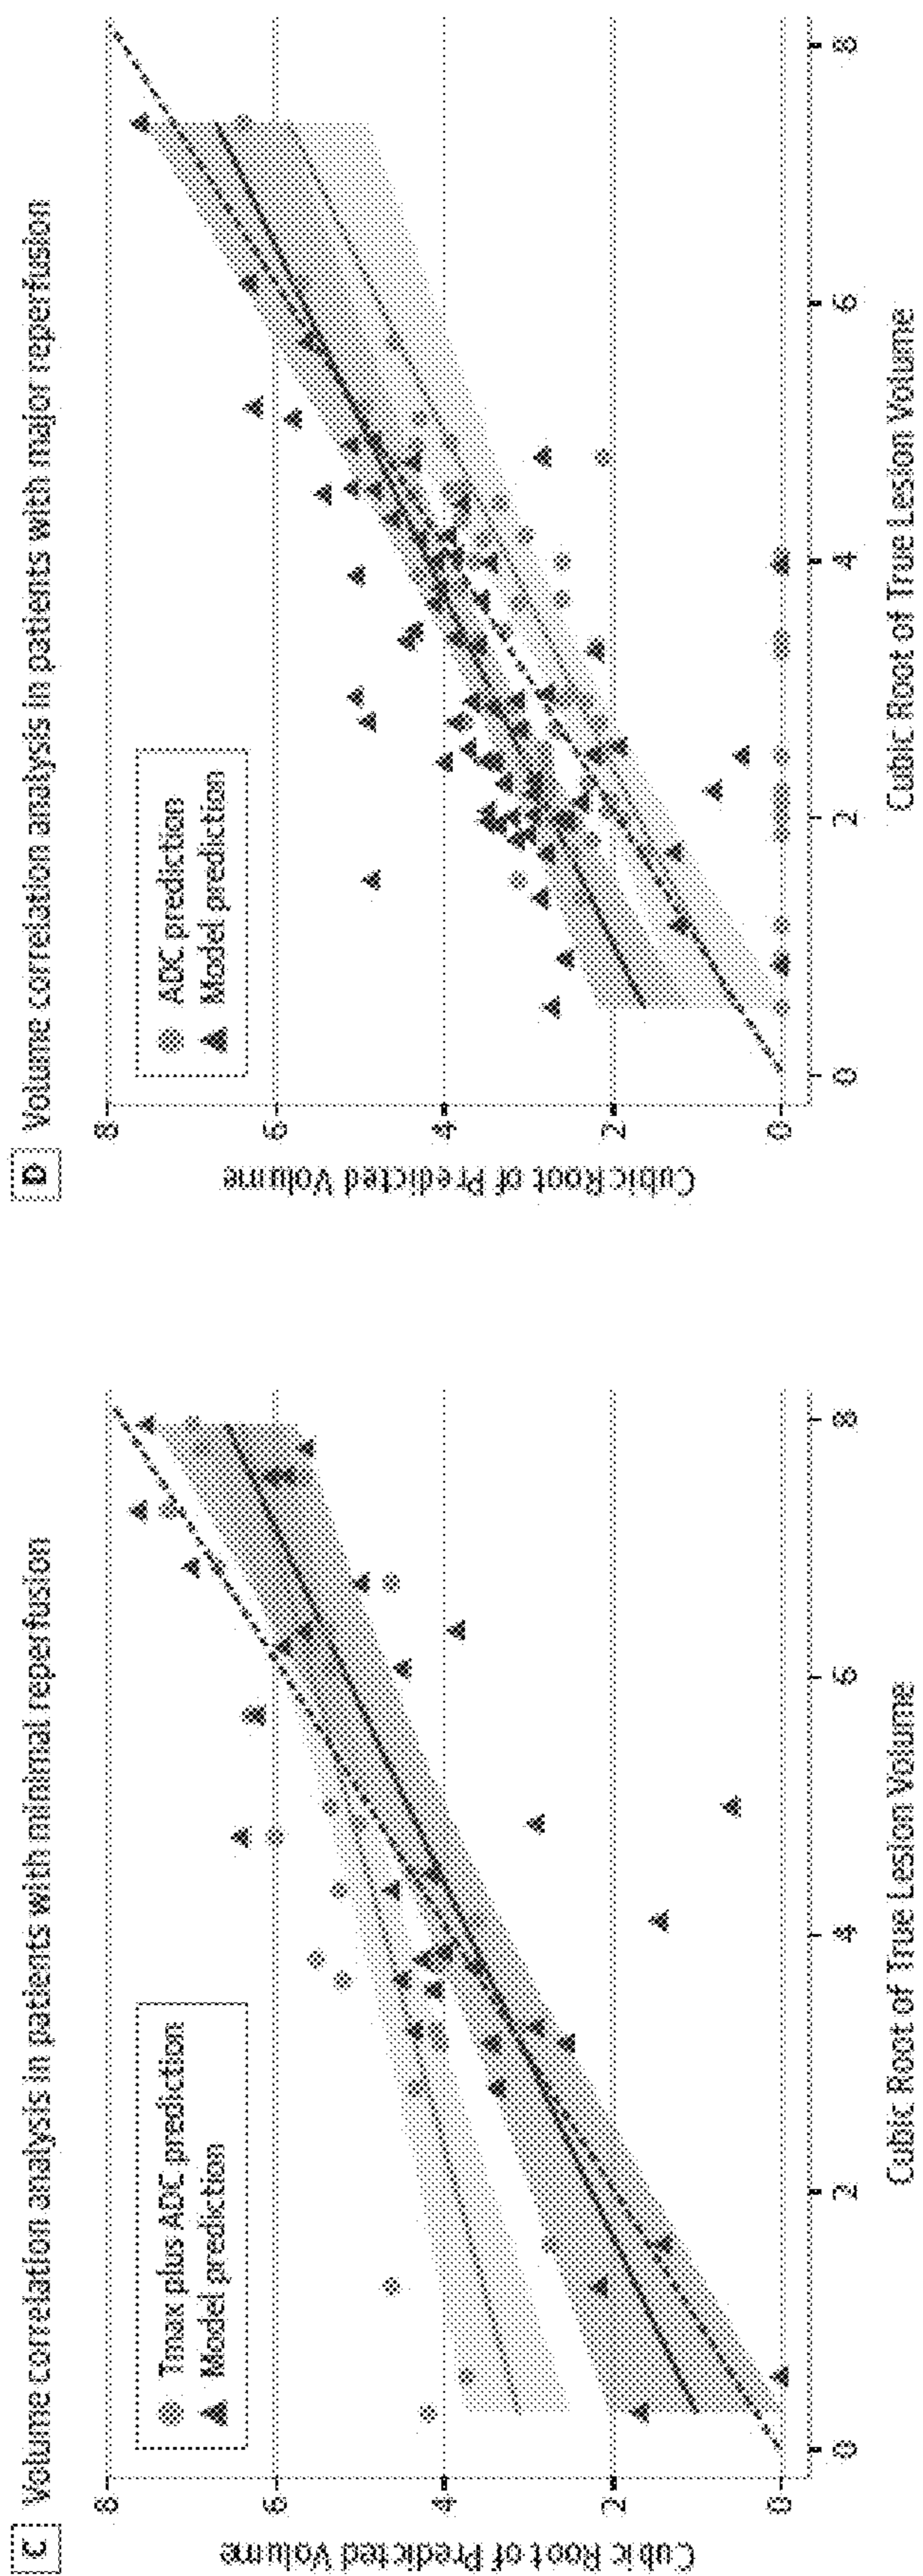 C Volume correlation analysis in patients with minimal reperfusion
Tmax plus ADC prediction
Model prediction
Cubic Root of Predicted Volume
8
6
4
2
0
0 2 4 6 8
Cubic Root of True Lesion Volume
D Volume correlation analysis in patients with major reperfusion
ADC prediction
Model prediction
Cubic Root of Predicted Volume
8
6
4
2
0
0 2 4 6 8
Cubic Root of True Lesion Volume